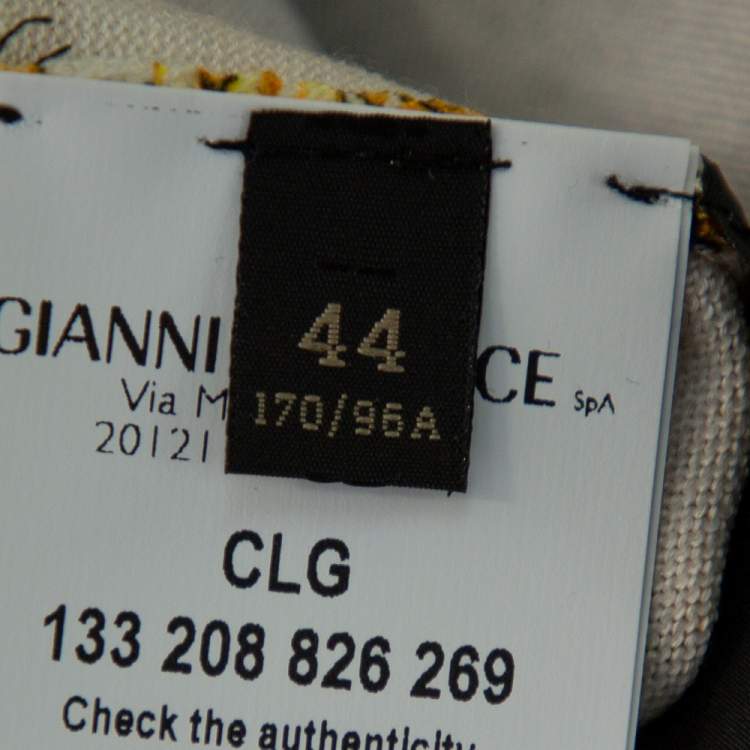 44
170/96A
GIANNI CE SpA
Via M
20121
CLG
133 208 826 269
Check the authenticity